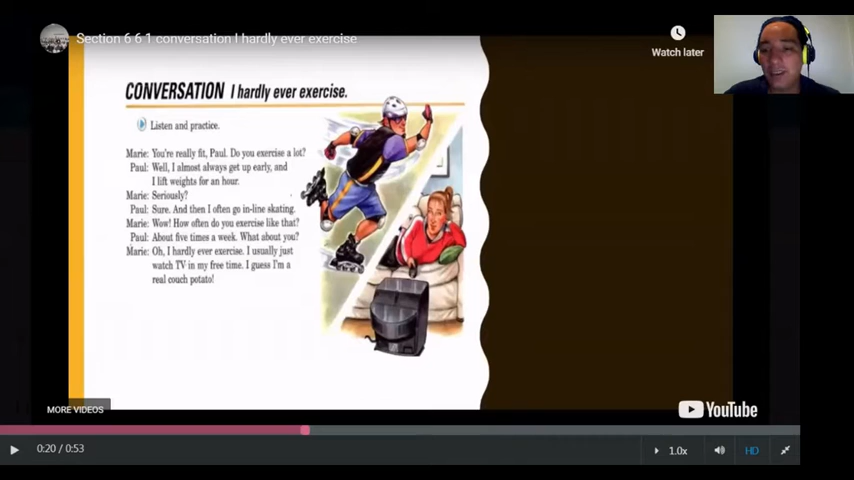 Section 6 6 1 conversation I hardly ever exercise
Watch later
CONVERSATION I hardly ever exercise.
Listen and practice.
Marie: You're really fit, Paul. Do you exercise a lot?
Paul: Well, I almost always get up early, and
I lift weights for an hour.
Marie: Seriously?
Paul: Sure. And then I often go in-line skating.
Marie: Wow! How often do you exercise like that?
Paul: About five times a week. What about you?
Marie: Oh, I hardly ever exercise. I usually just
watch TV in my free time. I guess I'm a
real couch potato!
MORE VIDEOS
YouTube
0:20 / 0:53
1.0x
HD